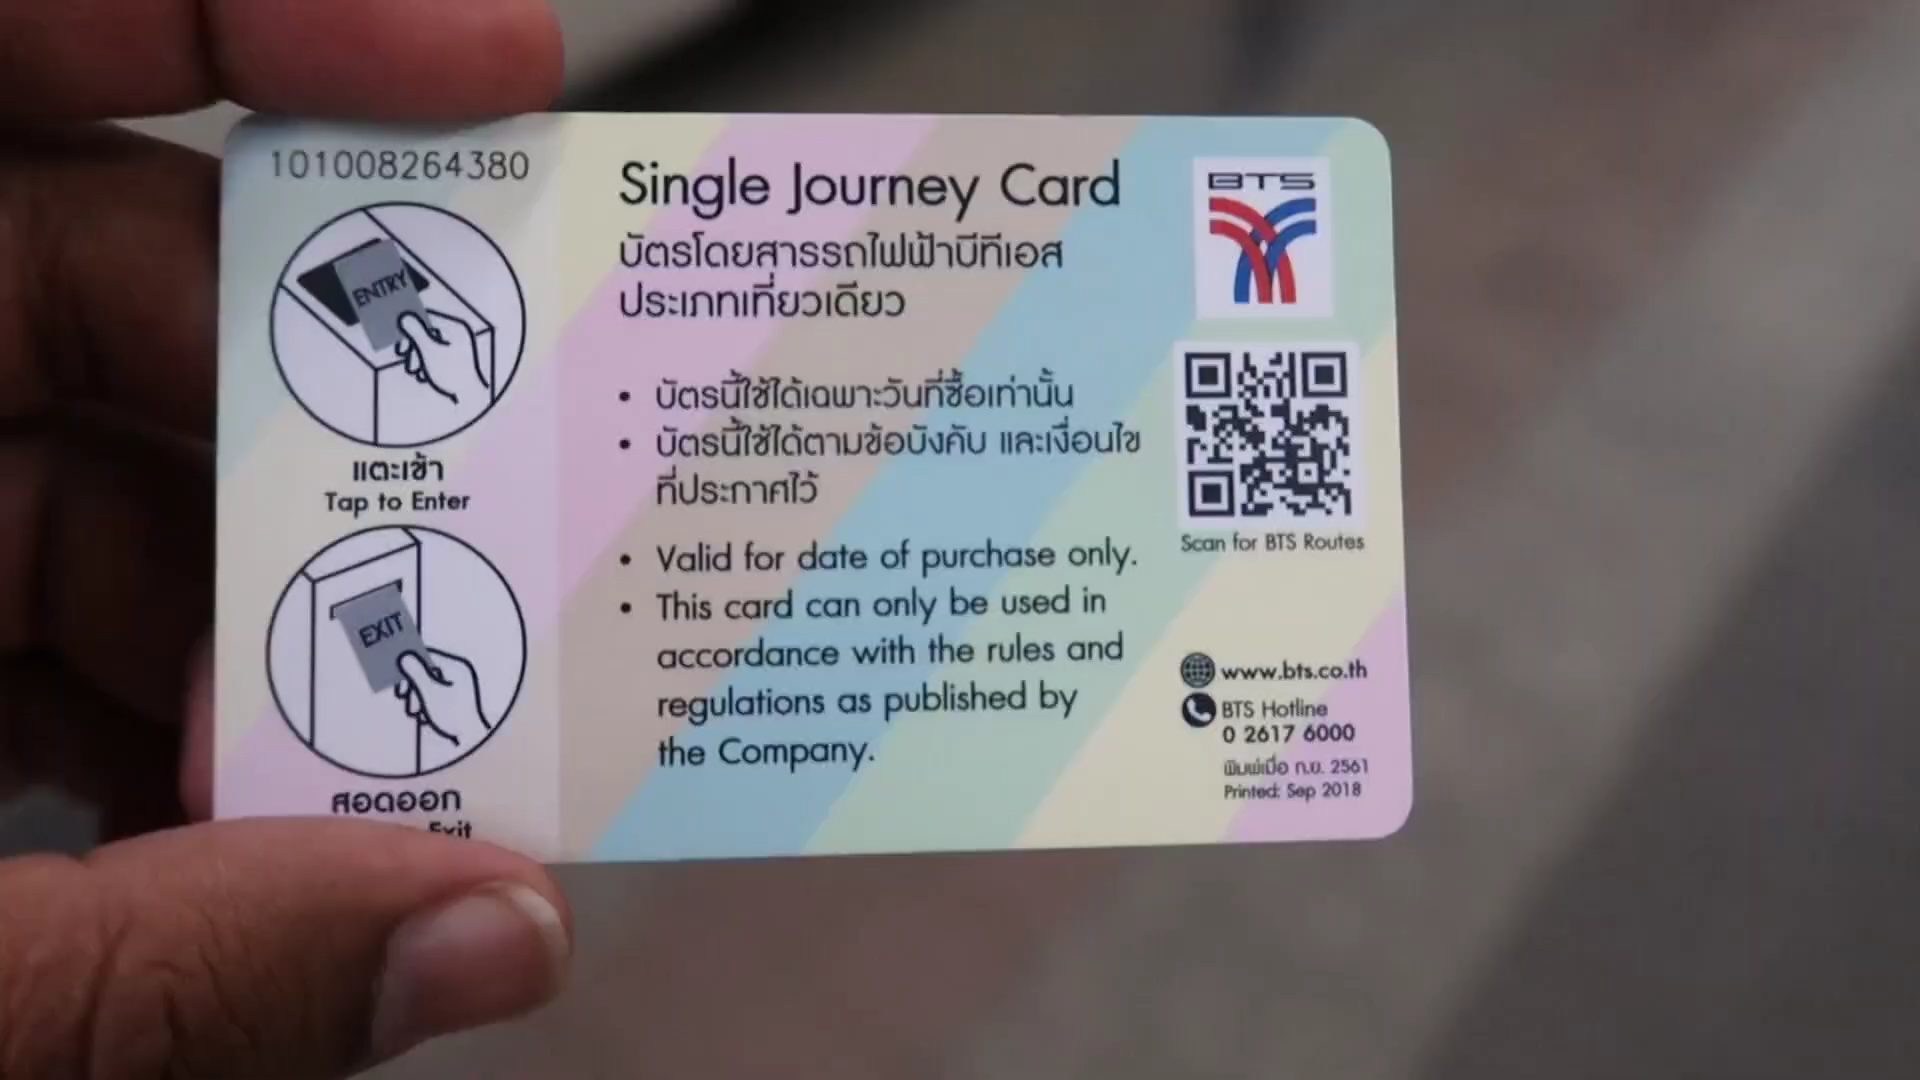 101008264380
ENTRY
แตะเข้า
Tap to Enter
EXIT
สอดออก
Exit
Single Journey Card
บัตรโดยสารรถไฟฟ้าบีทีเอส
ประเภทเที่ยวเดียว
• บัตรนี้ใช้ได้เฉพาะวันที่ซื้อเท่านั้น
• บัตรนี้ใช้ได้ตามข้อบังคับ และเงื่อนไข
ที่ประกาศไว้
• Valid for date of purchase only.
• This card can only be used in
accordance with the rules and
regulations as published by
the Company.
BTS
Scan for BTS Routes
www.bts.co.th
BTS Hotline
0 2617 6000
พิมพ์เมื่อ ก.ย. 2561
Printed: Sep 2018